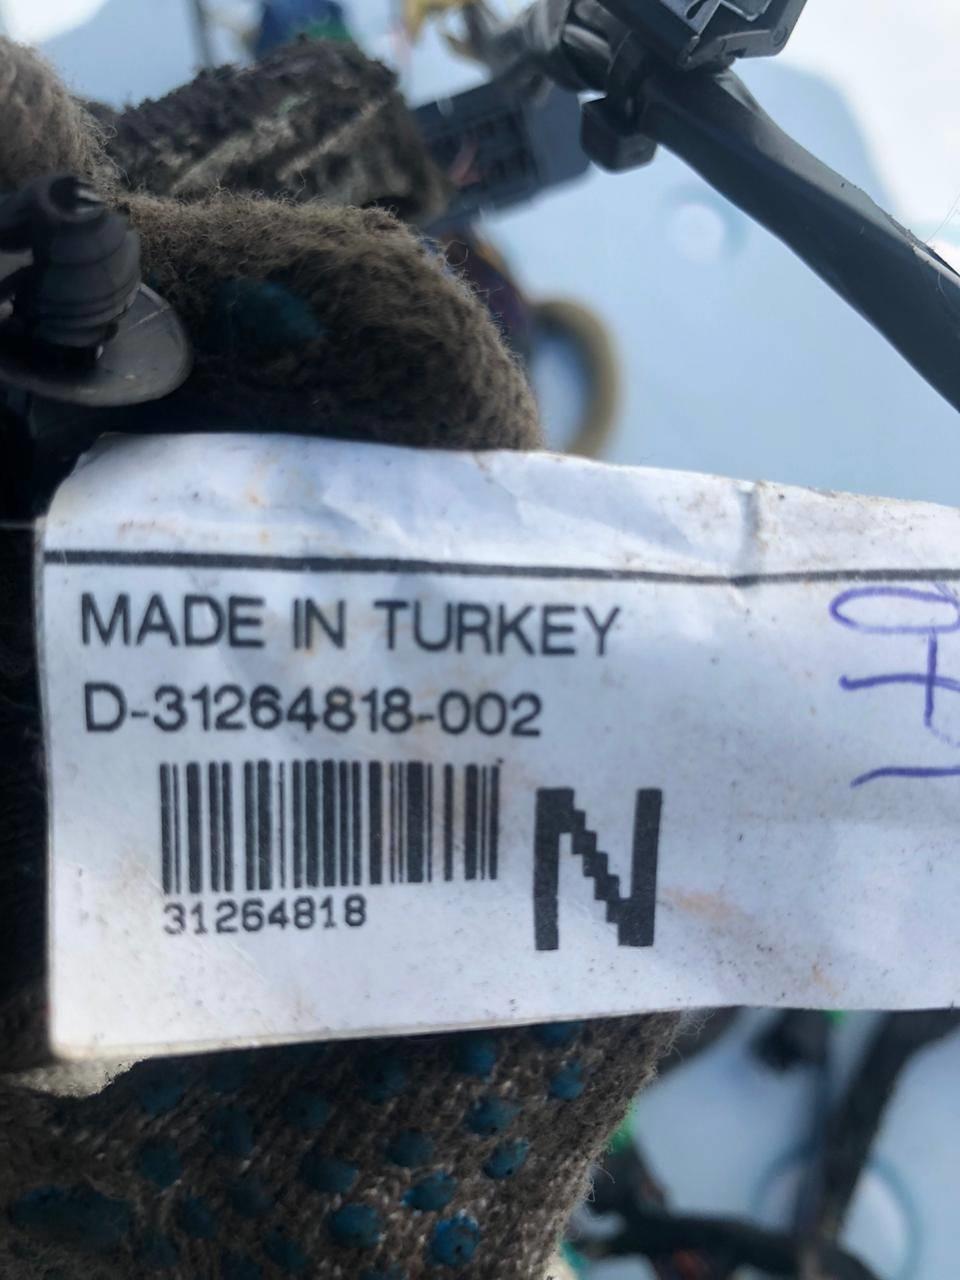 MADE IN TURKEY
D-31264818-002
31264818
N